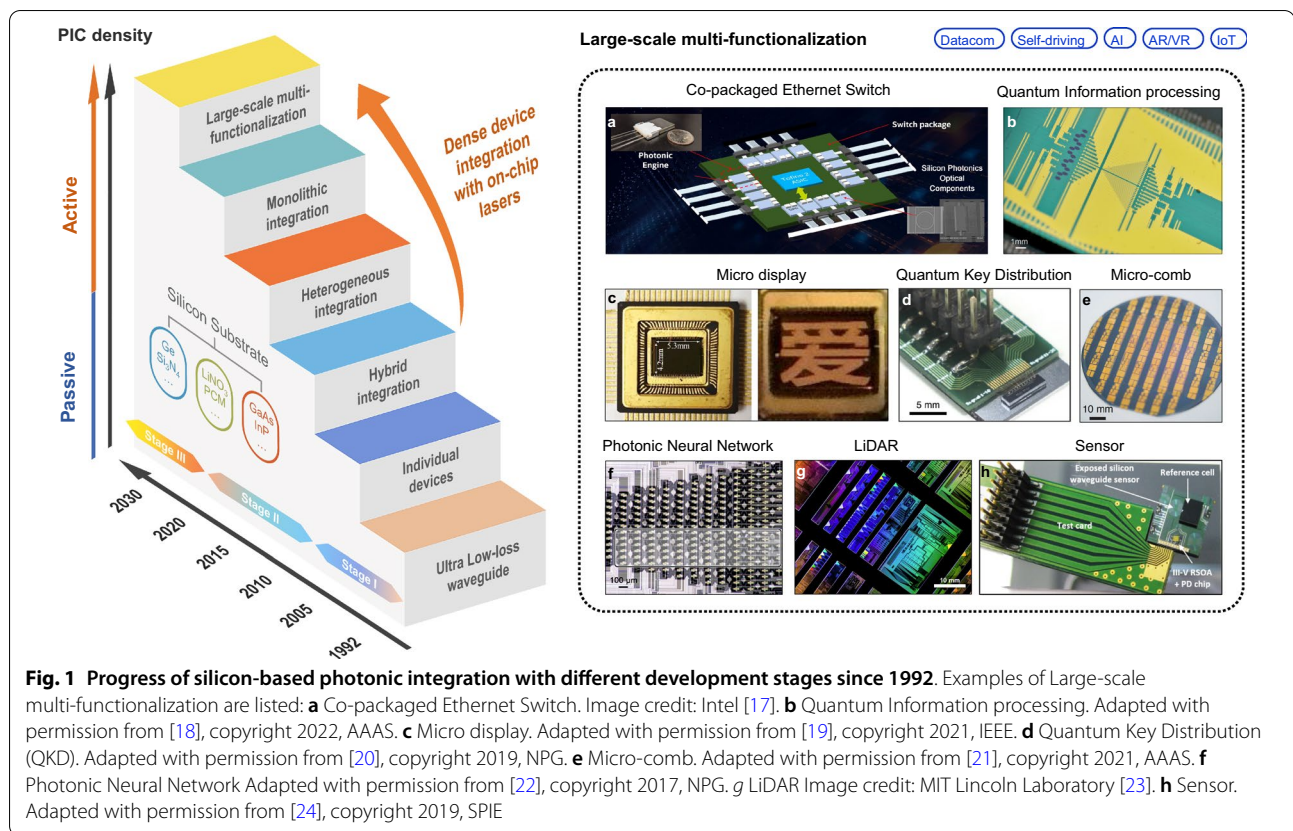 PIC density
Active
Passive
Large-scale multi-
functionalization
Monolithic
integration
Heterogeneous
integration
Hybrid
integration
Individual
devices
Ultra Low-loss
waveguide
Dense device
integration
with on-chip
lasers
Silicon Substrate
Ge
Si₃N₄
...
LiNO₃
PCM
...
GaAs
InP
...
Stage III
Stage II
Stage I
2030
2020
2015
2010
2005
1992
Large-scale multi-functionalization
Datacom
Self-driving
AI
AR/VR
IoT
Co-packaged Ethernet Switch
a
Photonic
Engine
Switch package
Silicon Photonics
Optical
Components
Quantum Information processing
b
1mm
Micro display
c
5.3mm
4.2mm
爱
Quantum Key Distribution
d
5 mm
Micro-comb
e
10 mm
Photonic Neural Network
f
100 µm
LiDAR
g
10 mm
Sensor
h
Exposed silicon
waveguide sensor
Reference cell
Test card
III-V RSOA
+ PD chip
Fig. 1 Progress of silicon-based photonic integration with different development stages since 1992. Examples of Large-scale
multi-functionalization are listed: a Co-packaged Ethernet Switch. Image credit: Intel [17]. b Quantum Information processing. Adapted with
permission from [18], copyright 2022, AAAS. c Micro display. Adapted with permission from [19], copyright 2021, IEEE. d Quantum Key Distribution
(QKD). Adapted with permission from [20], copyright 2019, NPG. e Micro-comb. Adapted with permission from [21], copyright 2021, AAAS. f
Photonic Neural Network Adapted with permission from [22], copyright 2017, NPG. g LiDAR Image credit: MIT Lincoln Laboratory [23]. h Sensor.
Adapted with permission from [24], copyright 2019, SPIE